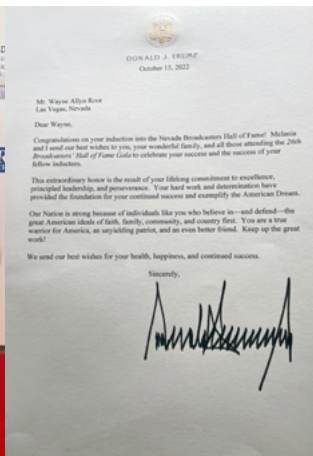 DONALD J. TRUMP
October 15, 2022
Mr. Wayne Allyn Root
Las Vegas, Nevada
Dear Wayne,
Congratulations on your induction into the Nevada Broadcasters Hall of Fame! Melania
and I send our best wishes to you, your wonderful family, and all those attending the 26th
Broadcasters' Hall of Fame Gala to celebrate your success and the success of your
fellow inductees.
This extraordinary honor is the result of your lifelong commitment to excellence,
principled leadership, and perseverance. Your hard work and determination have
provided the foundation for your continued success and exemplify the American Dream.
Our Nation is strong because of individuals like you who believe in—and defend—the
great American ideals of faith, family, community, and country first. You are a true
warrior for America, an unyielding patriot, and an even better friend. Keep up the great
work!
We send our best wishes for your health, happiness, and continued success.
Sincerely,